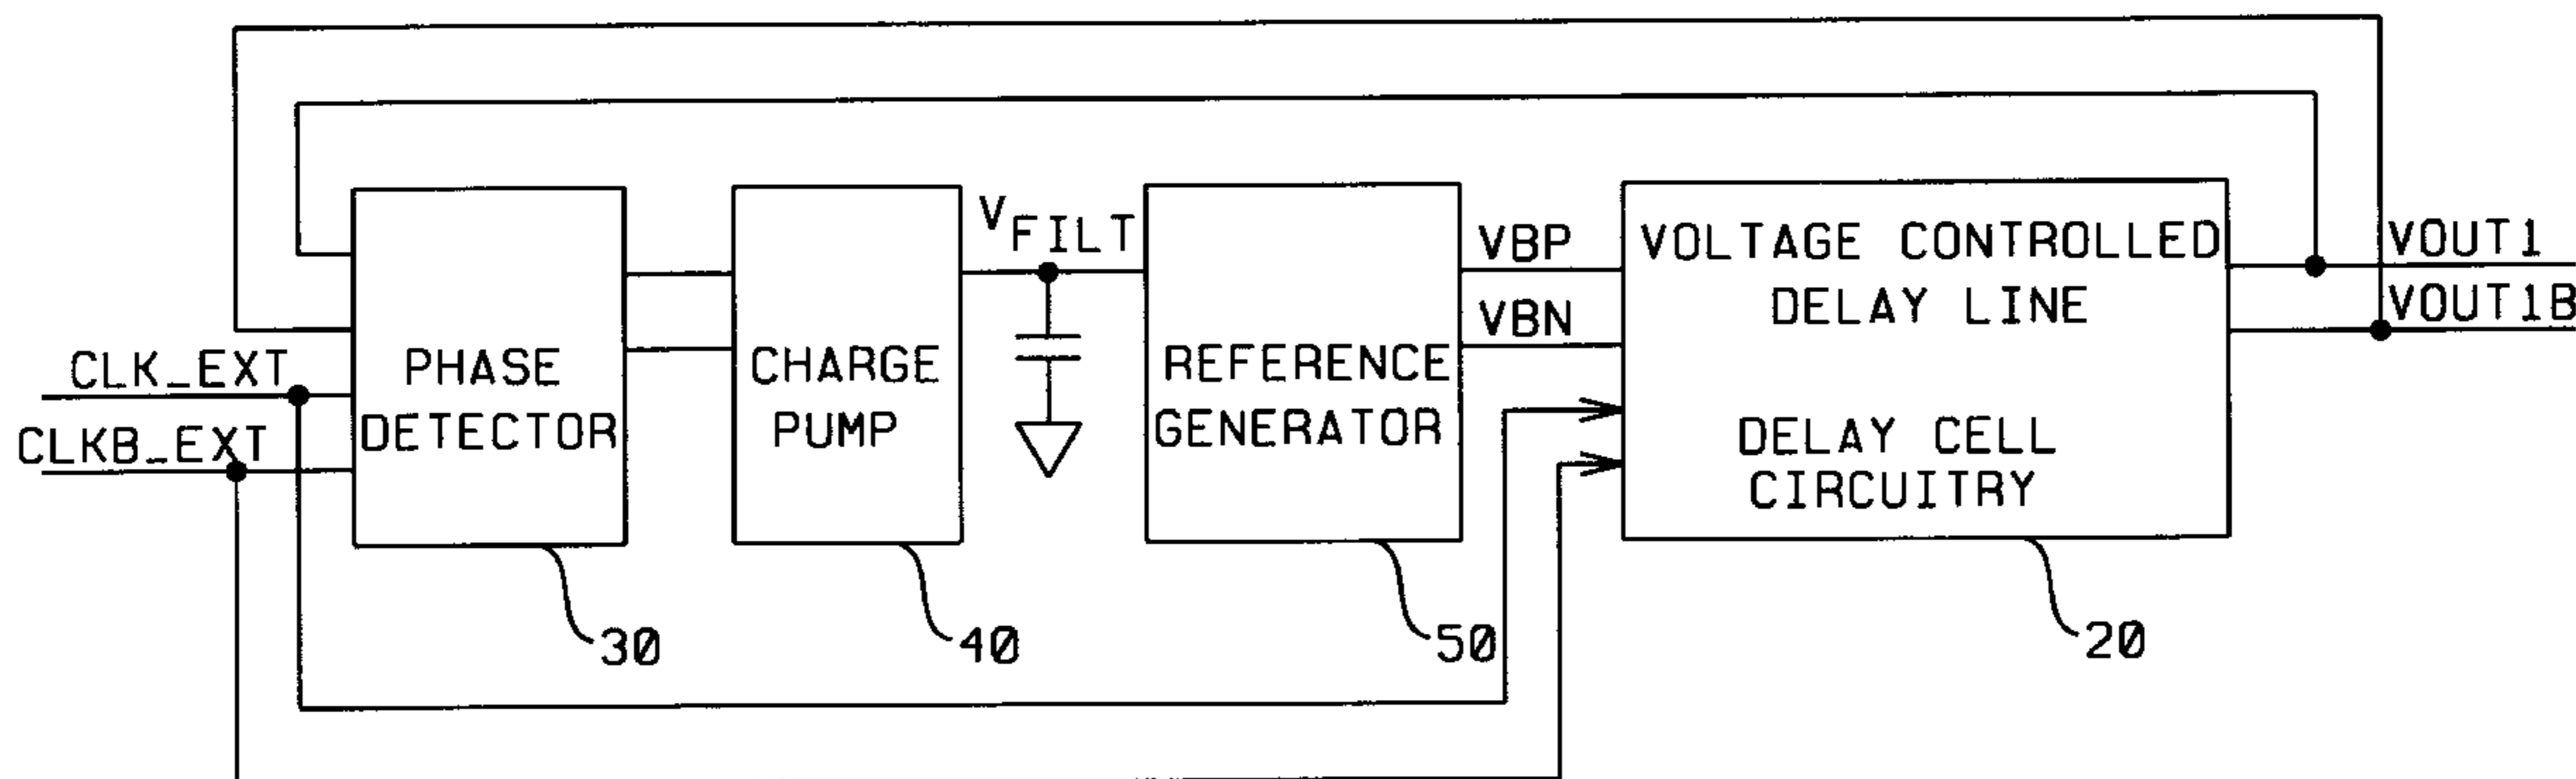 CLK_EXT
CLKB_EXT
PHASE
DETECTOR
30
CHARGE
PUMP
40
VFILT
REFERENCE
GENERATOR
50
VBP
VBN
VOLTAGE CONTROLLED
DELAY LINE
DELAY CELL
CIRCUITRY
20
VOUT1
VOUT1B